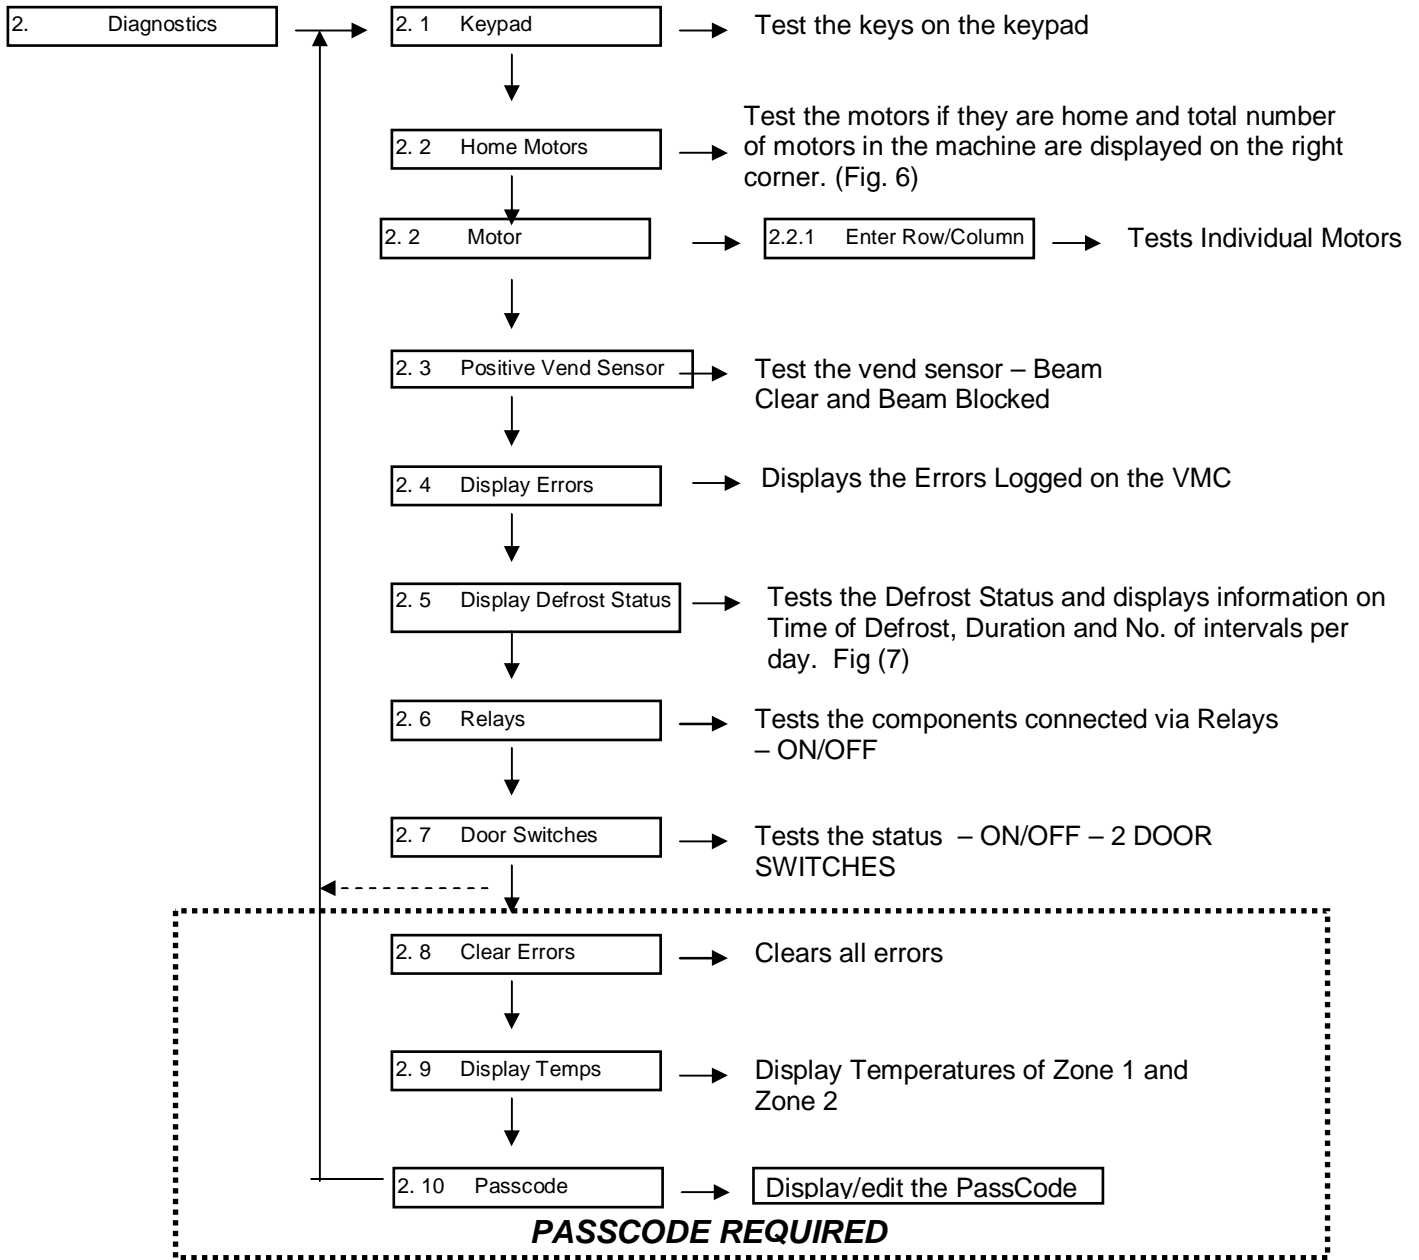 2. Diagnostics
2. 1 Keypad
Test the keys on the keypad
2. 2 Home Motors
Test the motors if they are home and total number
of motors in the machine are displayed on the right
corner. (Fig. 6)
2. 2 Motor
2.2.1 Enter Row/Column
Tests Individual Motors
2. 3 Positive Vend Sensor
Test the vend sensor – Beam
Clear and Beam Blocked
2. 4 Display Errors
Displays the Errors Logged on the VMC
2. 5 Display Defrost Status
Tests the Defrost Status and displays information on
Time of Defrost, Duration and No. of intervals per
day. Fig (7)
2. 6 Relays
Tests the components connected via Relays
– ON/OFF
2. 7 Door Switches
Tests the status – ON/OFF – 2 DOOR
SWITCHES
2. 8 Clear Errors
Clears all errors
2. 9 Display Temps
Display Temperatures of Zone 1 and
Zone 2
2. 10 Passcode
Display/edit the PassCode
PASSCODE REQUIRED